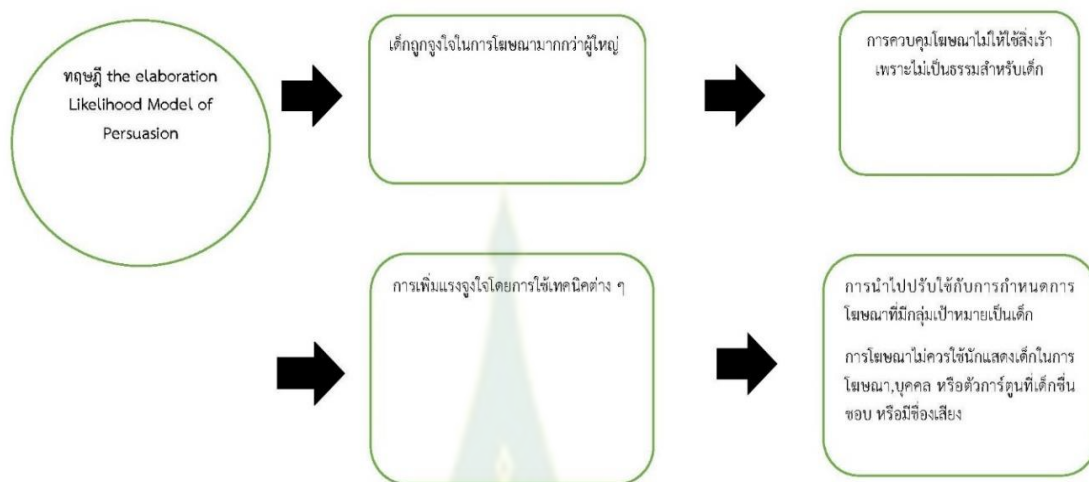 ทฤษฎี the elaboration
Likelihood Model of
Persuasion
เด็กถูกจูงใจในการโฆษณามากกว่าผู้ใหญ่
การควบคุมโฆษณาไม่ให้ใช้สิ่งเร้า
เพราะไม่เป็นธรรมสำหรับเด็ก
การเพิ่มแรงจูงใจโดยการใช้เทคนิคต่าง ๆ
การนำไปปรับใช้กับการกำหนดการ
โฆษณาที่มีกลุ่มเป้าหมายเป็นเด็ก
การโฆษณาไม่ควรใช้นักแสดงเด็กในการ
โฆษณา,บุคคล หรือตัวการ์ตูนที่เด็กชื่น
ชอบ หรือมีชื่องเสียง